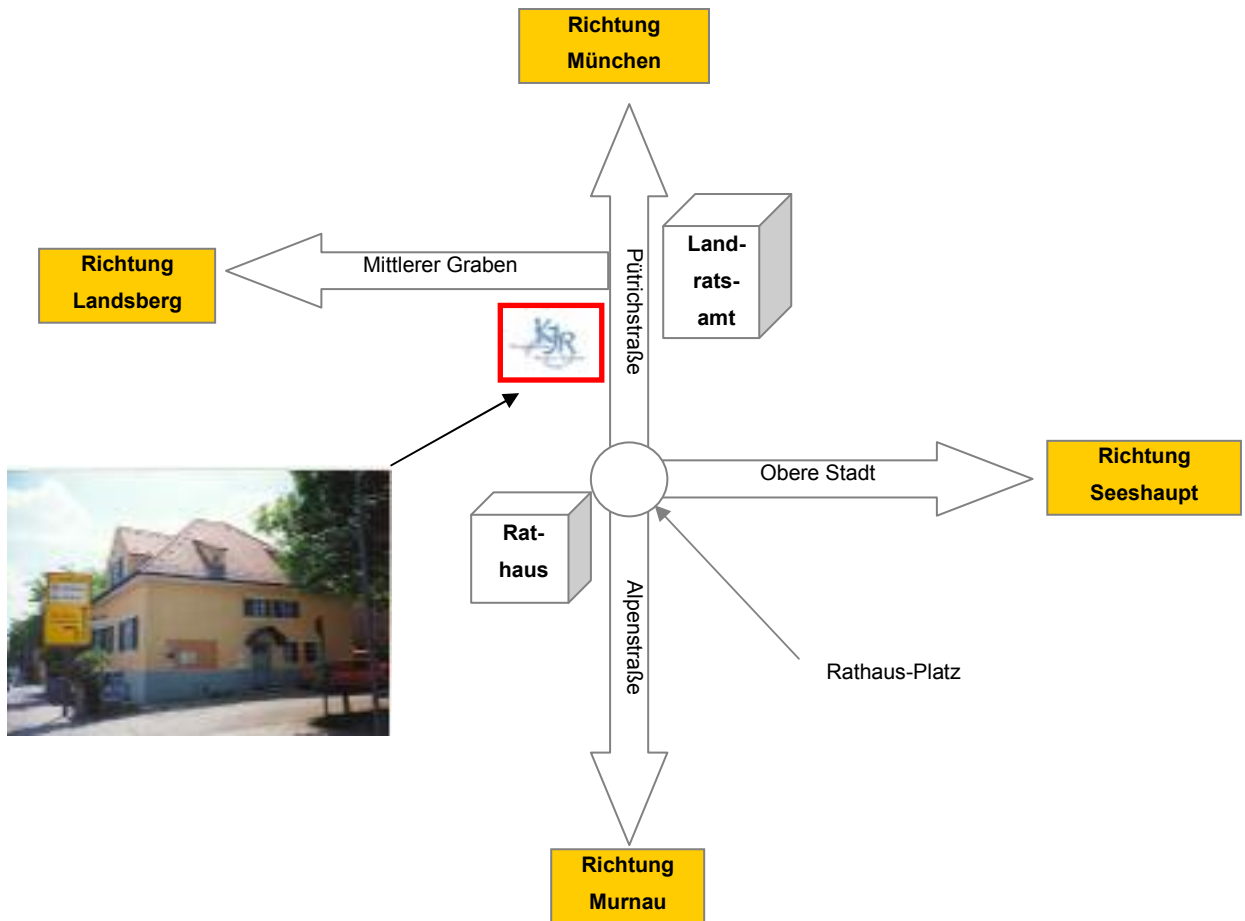 Richtung
München
Land-
rats-
amt
Pütrichstraße
Mittlerer Graben
Richtung
Landsberg
KJR
Obere Stadt
Richtung
Seeshaupt
Rat-
haus
Alpenstraße
Rathaus-Platz
Richtung
Murnau